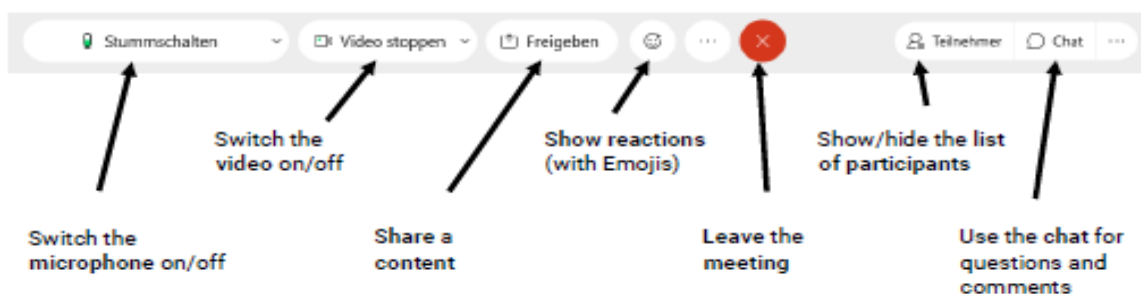 Stummschalten
Video stoppen
Freigeben
Teilnehmer
Chat
Switch the
video on/off
Show reactions
(with Emojis)
Show/hide the list
of participants
Switch the
microphone on/off
Share a
content
Leave the
meeting
Use the chat for
questions and
comments